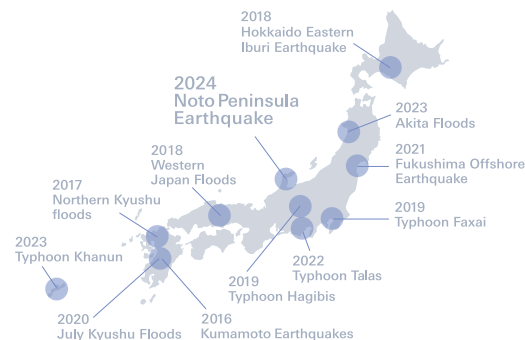 2018
Hokkaido Eastern
Iburi Earthquake
2024
Noto Peninsula
Earthquake
2023
Akita Floods
2018
Western
Japan Floods
2021
Fukushima Offshore
Earthquake
2017
Northern Kyushu
floods
2019
Typhoon Faxai
2023
Typhoon Khanun
2022
Typhoon Talas
2019
Typhoon Hagibis
2020
July Kyushu Floods
2016
Kumamoto Earthquakes